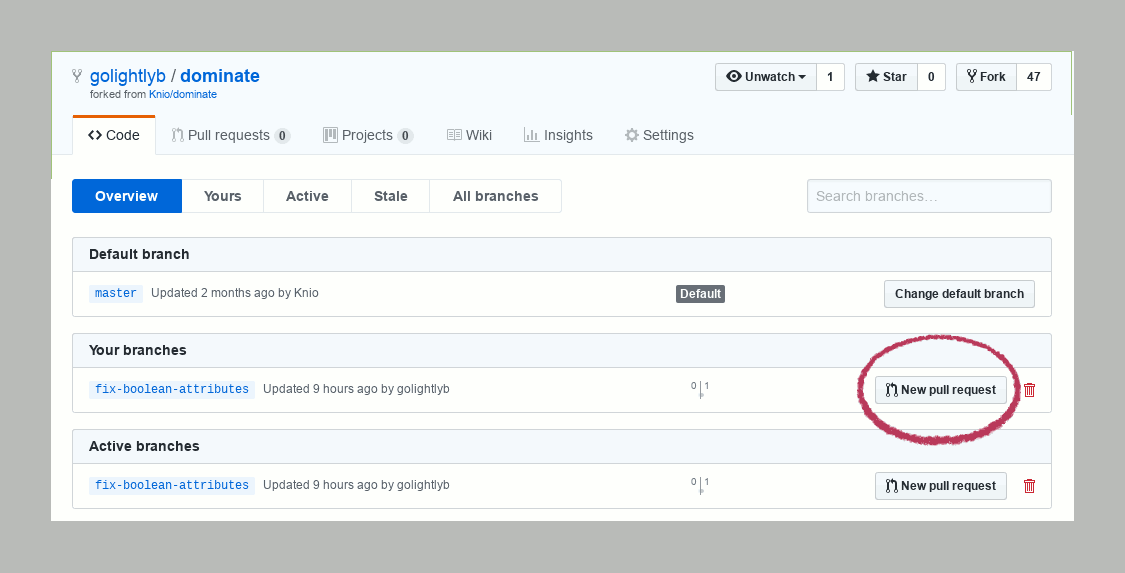 golightlyb / dominate
forked from Knio/dominate
Unwatch 1 Star 0 Fork 47
Code Pull requests 0 Projects 0 Wiki Insights Settings
Overview Yours Active Stale All branches Search branches…
Default branch
master Updated 2 months ago by Knio Default Change default branch
Your branches
fix-boolean-attributes Updated 9 hours ago by golightlyb 0 1 New pull request
Active branches
fix-boolean-attributes Updated 9 hours ago by golightlyb 0 1 New pull request